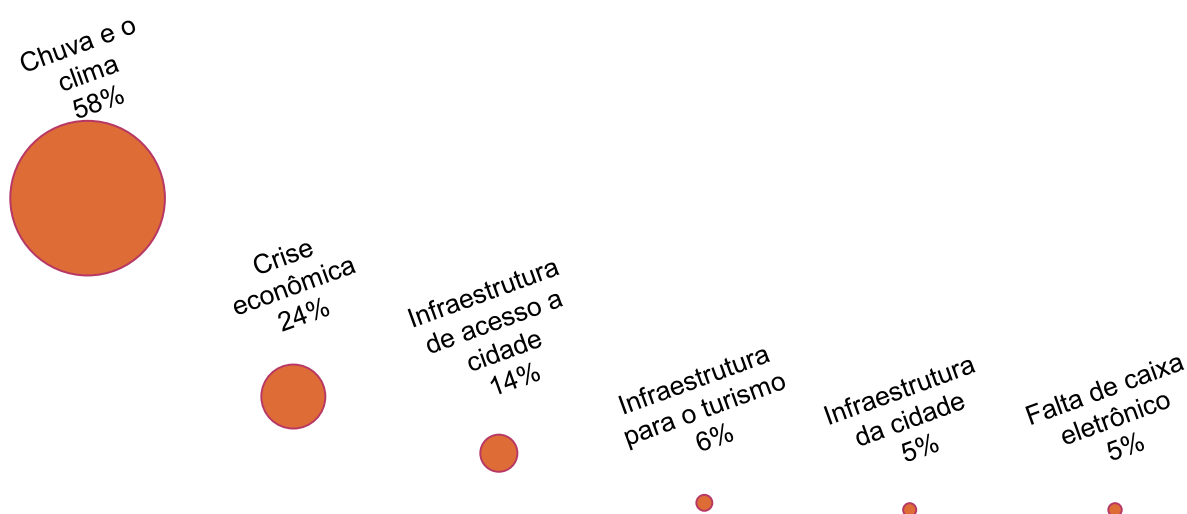 Chuva e o
clima
58%
Crise
econômica
24%
Infraestrutura
de acesso a
cidade
14%
Infraestrutura
para o turismo
6%
Infraestrutura
da cidade
5%
Falta de caixa
eletrônico
5%